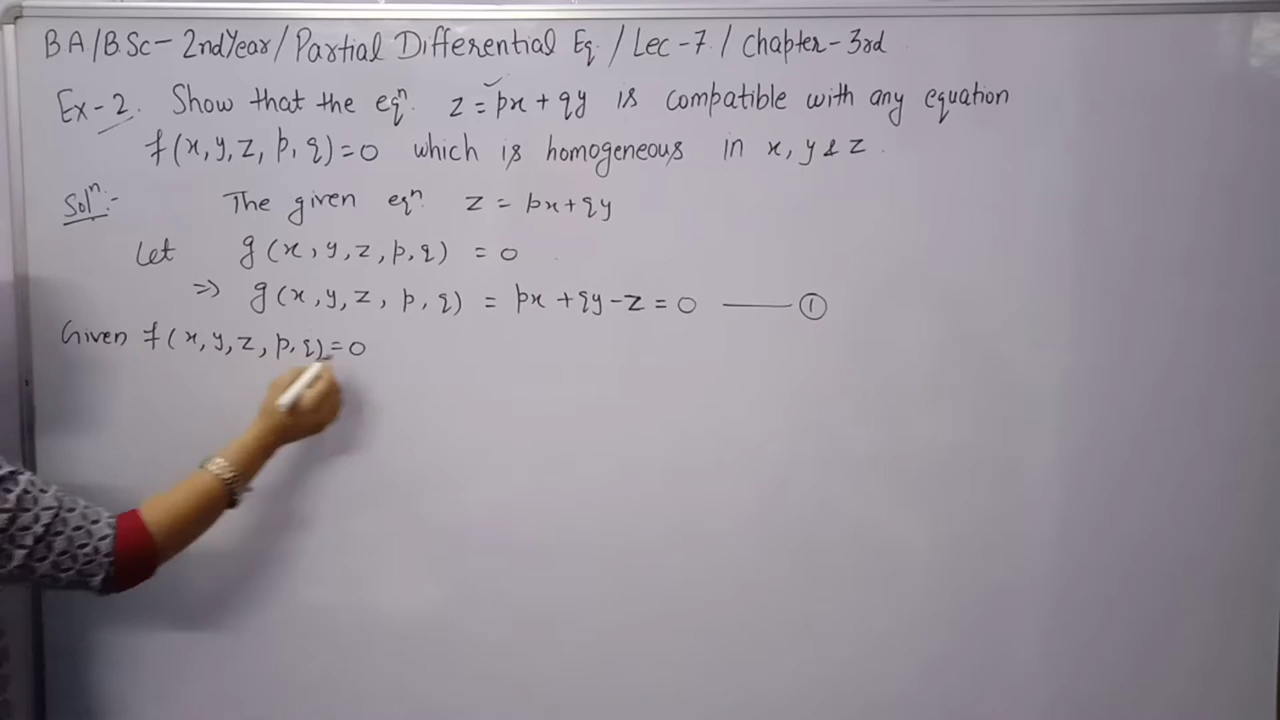 BA/B.Sc- 2nd Year/Partial Differential Eq. / Lec-7. / Chapter-3rd
Ex-2. Show that the eqⁿ. z = px + qy is compatible with any equation
f(x, y, z, p, q) = 0 which is homogeneous in x, y & z.
Solⁿ:- The given eqⁿ. z = px + qy
Let g(x, y, z, p, q) = 0
⇒ g(x, y, z, p, q) = px + qy - z = 0 —— ①
Given f(x, y, z, p, q) = 0